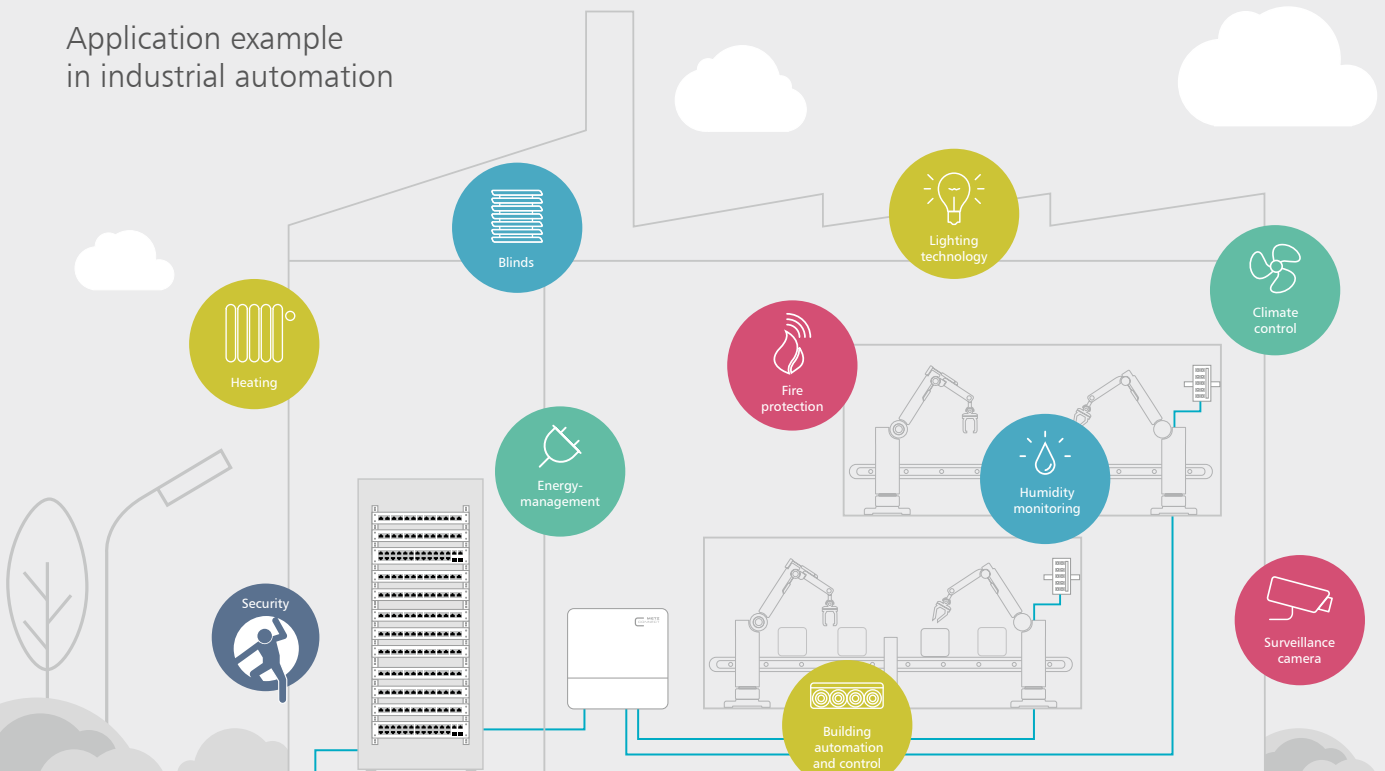 Application example
in industrial automation
Blinds
Lighting
technology
Climate
control
Heating
Fire
protection
Energy-
management
Humidity
monitoring
Security
Surveillance
camera
Building
automation
and control